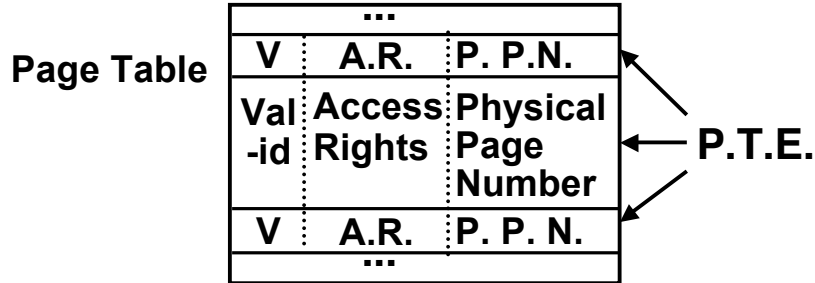 ...
V A.R. P. P.N.
Page Table
Val Access Physical
-id Rights Page
Number
P.T.E.
V A.R. P. P. N.
...